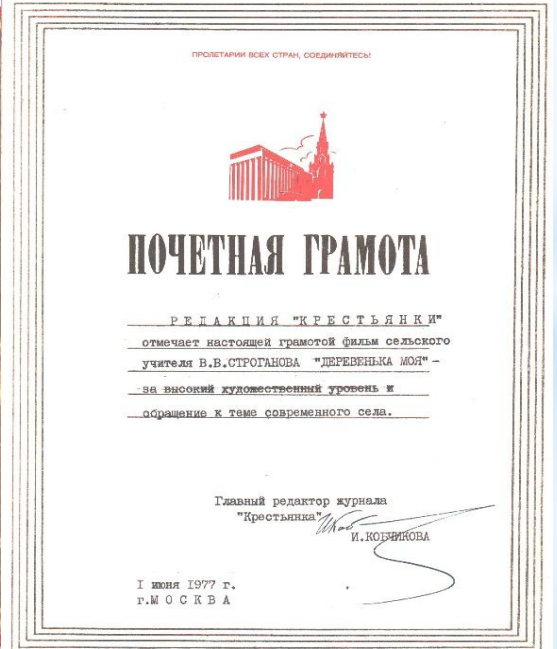 ПРОЛЕТАРИИ ВСЕХ СТРАН, СОЕДИНЯЙТЕСЬ!
ПОЧЕТНАЯ ГРАМОТА
РЕДАКЦИЯ "КРЕСТЬЯНКИ"
отмечает настоящей грамотой фильм сельского
учителя В.В.СТРОГАНОВА "ДЕРЕВЕНЬКА МОЯ" –
за высокий художественный уровень и
обращение к теме современного села.
Главный редактор журнала
"Крестьянка"
И.КОБЧИКОВА
I июня 1977 г.
г.МОСКВА